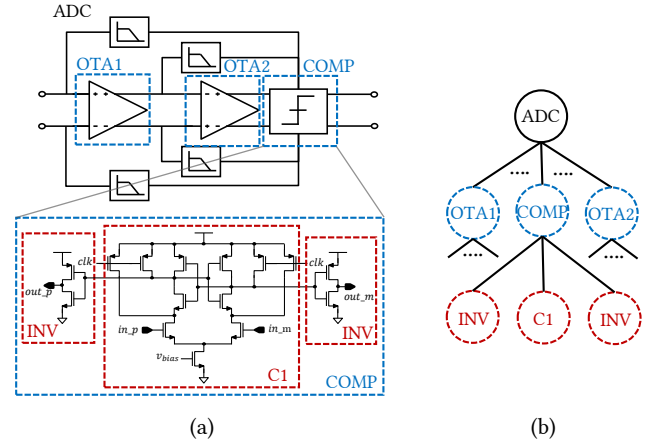 ADC
OTA1
OTA2
COMP
+ -
+ -
- +
- +
clk
clk
out_p
out_m
in_p
in_m
v_bias
INV
INV
C1
COMP
(a)
ADC
.... ....
OTA1
COMP
OTA2
.... ....
INV
C1
INV
(b)